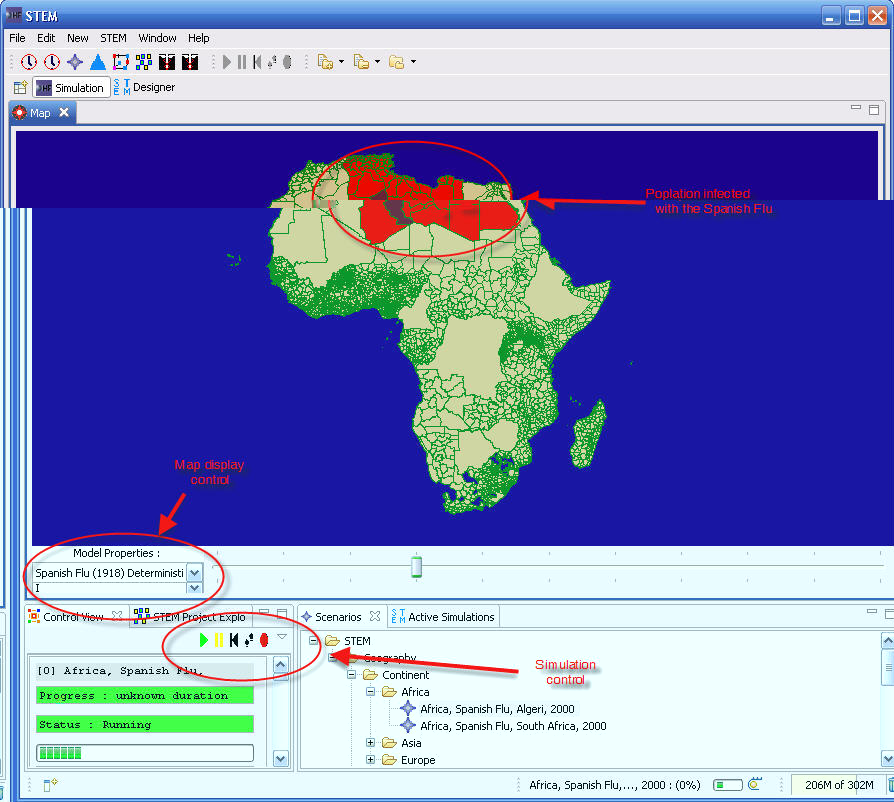 STEM
File Edit New STEM Window Help
Simulation STEM Designer
Map
Poplation infected
with the Spanish Flu
Map display
control
Model Properties :
Spanish Flu (1918) Deterministi
I
Control View STEM Project Explo
[0] Africa, Spanish Flu,
Progress : unknown duration
Status : Running
Scenarios STEM Active Simulations
STEM
Geography
Continent
Africa
Africa, Spanish Flu, Algeri, 2000
Africa, Spanish Flu, South Africa, 2000
Asia
Europe
Simulation
control
Africa, Spanish Flu,..., 2000 : (0%) 206M of 302M